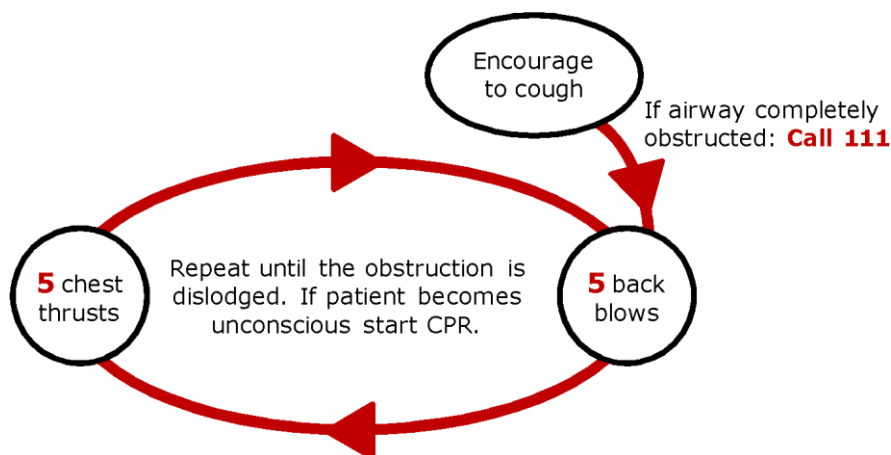 Encourage
to cough
If airway completely
obstructed: Call 111
5 chest
thrusts
Repeat until the obstruction is
dislodged. If patient becomes
unconscious start CPR.
5 back
blows